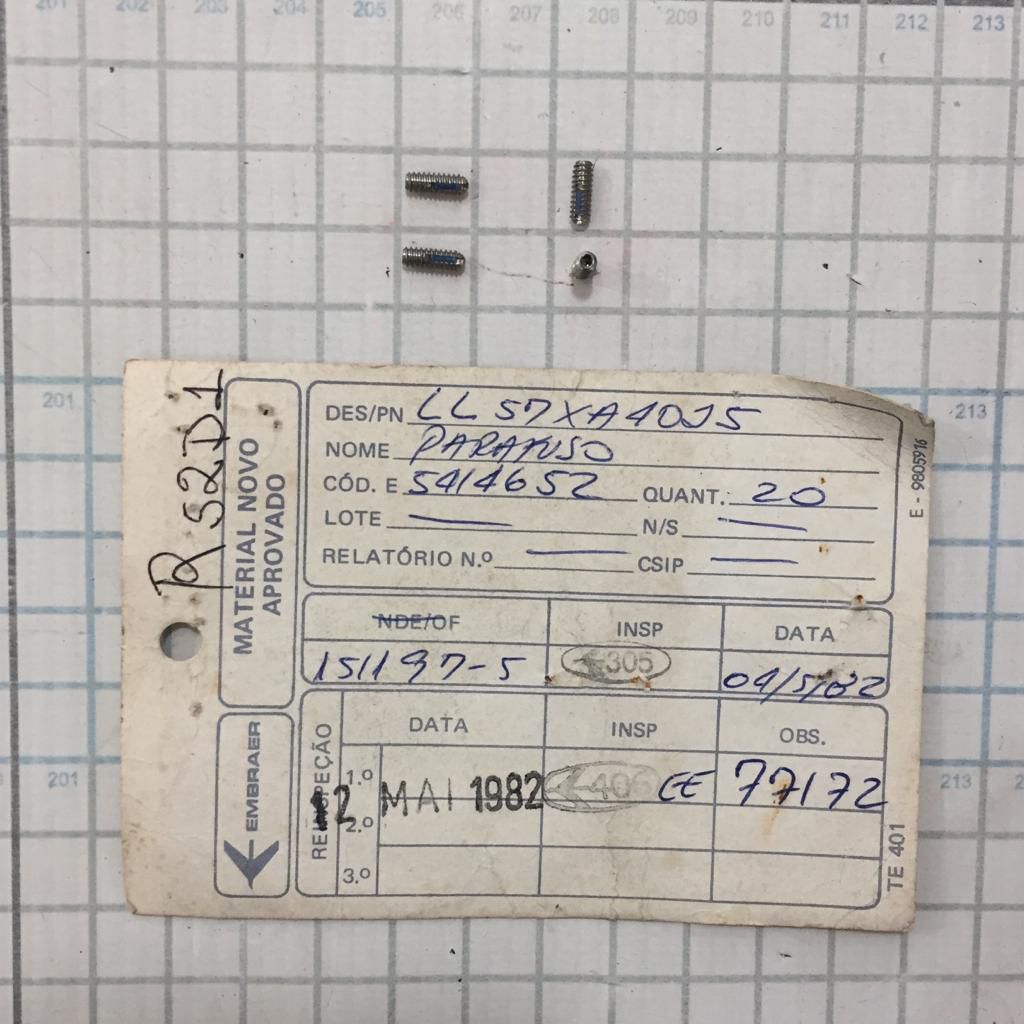 201 202 203 204 205 206 207 208 209 210 211 212 213
201 213
R52D1
MATERIAL NOVO
APROVADO
DES/PN LL57XA40J5
NOME PARAFUSO
CÓD. E 5414652 QUANT. 20
LOTE — N/S —
RELATÓRIO N.º — CSIP —
E - 9805916
NDE/OF INSP DATA
151197-5 305 04/5/82
EMBRAER
REINSPEÇÃO
DATA INSP OBS.
1.º 12 MAI 1982 406 CE 77172
2.º
3.º
TE 401
201 213